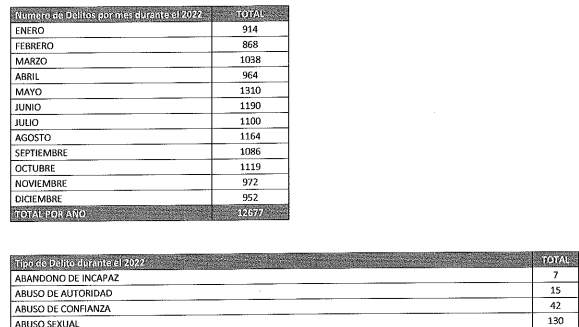 Numero de Delitos por mes durante el 2022 TOTAL
ENERO 914
FEBRERO 868
MARZO 1038
ABRIL 964
MAYO 1310
JUNIO 1190
JULIO 1100
AGOSTO 1164
SEPTIEMBRE 1086
OCTUBRE 1119
NOVIEMBRE 972
DICIEMBRE 952
TOTAL POR AÑO 12677
Tipo de Delito durante el 2022 TOTAL
ABANDONO DE INCAPAZ 7
ABUSO DE AUTORIDAD 15
ABUSO DE CONFIANZA 42
ABUSO SEXUAL 130